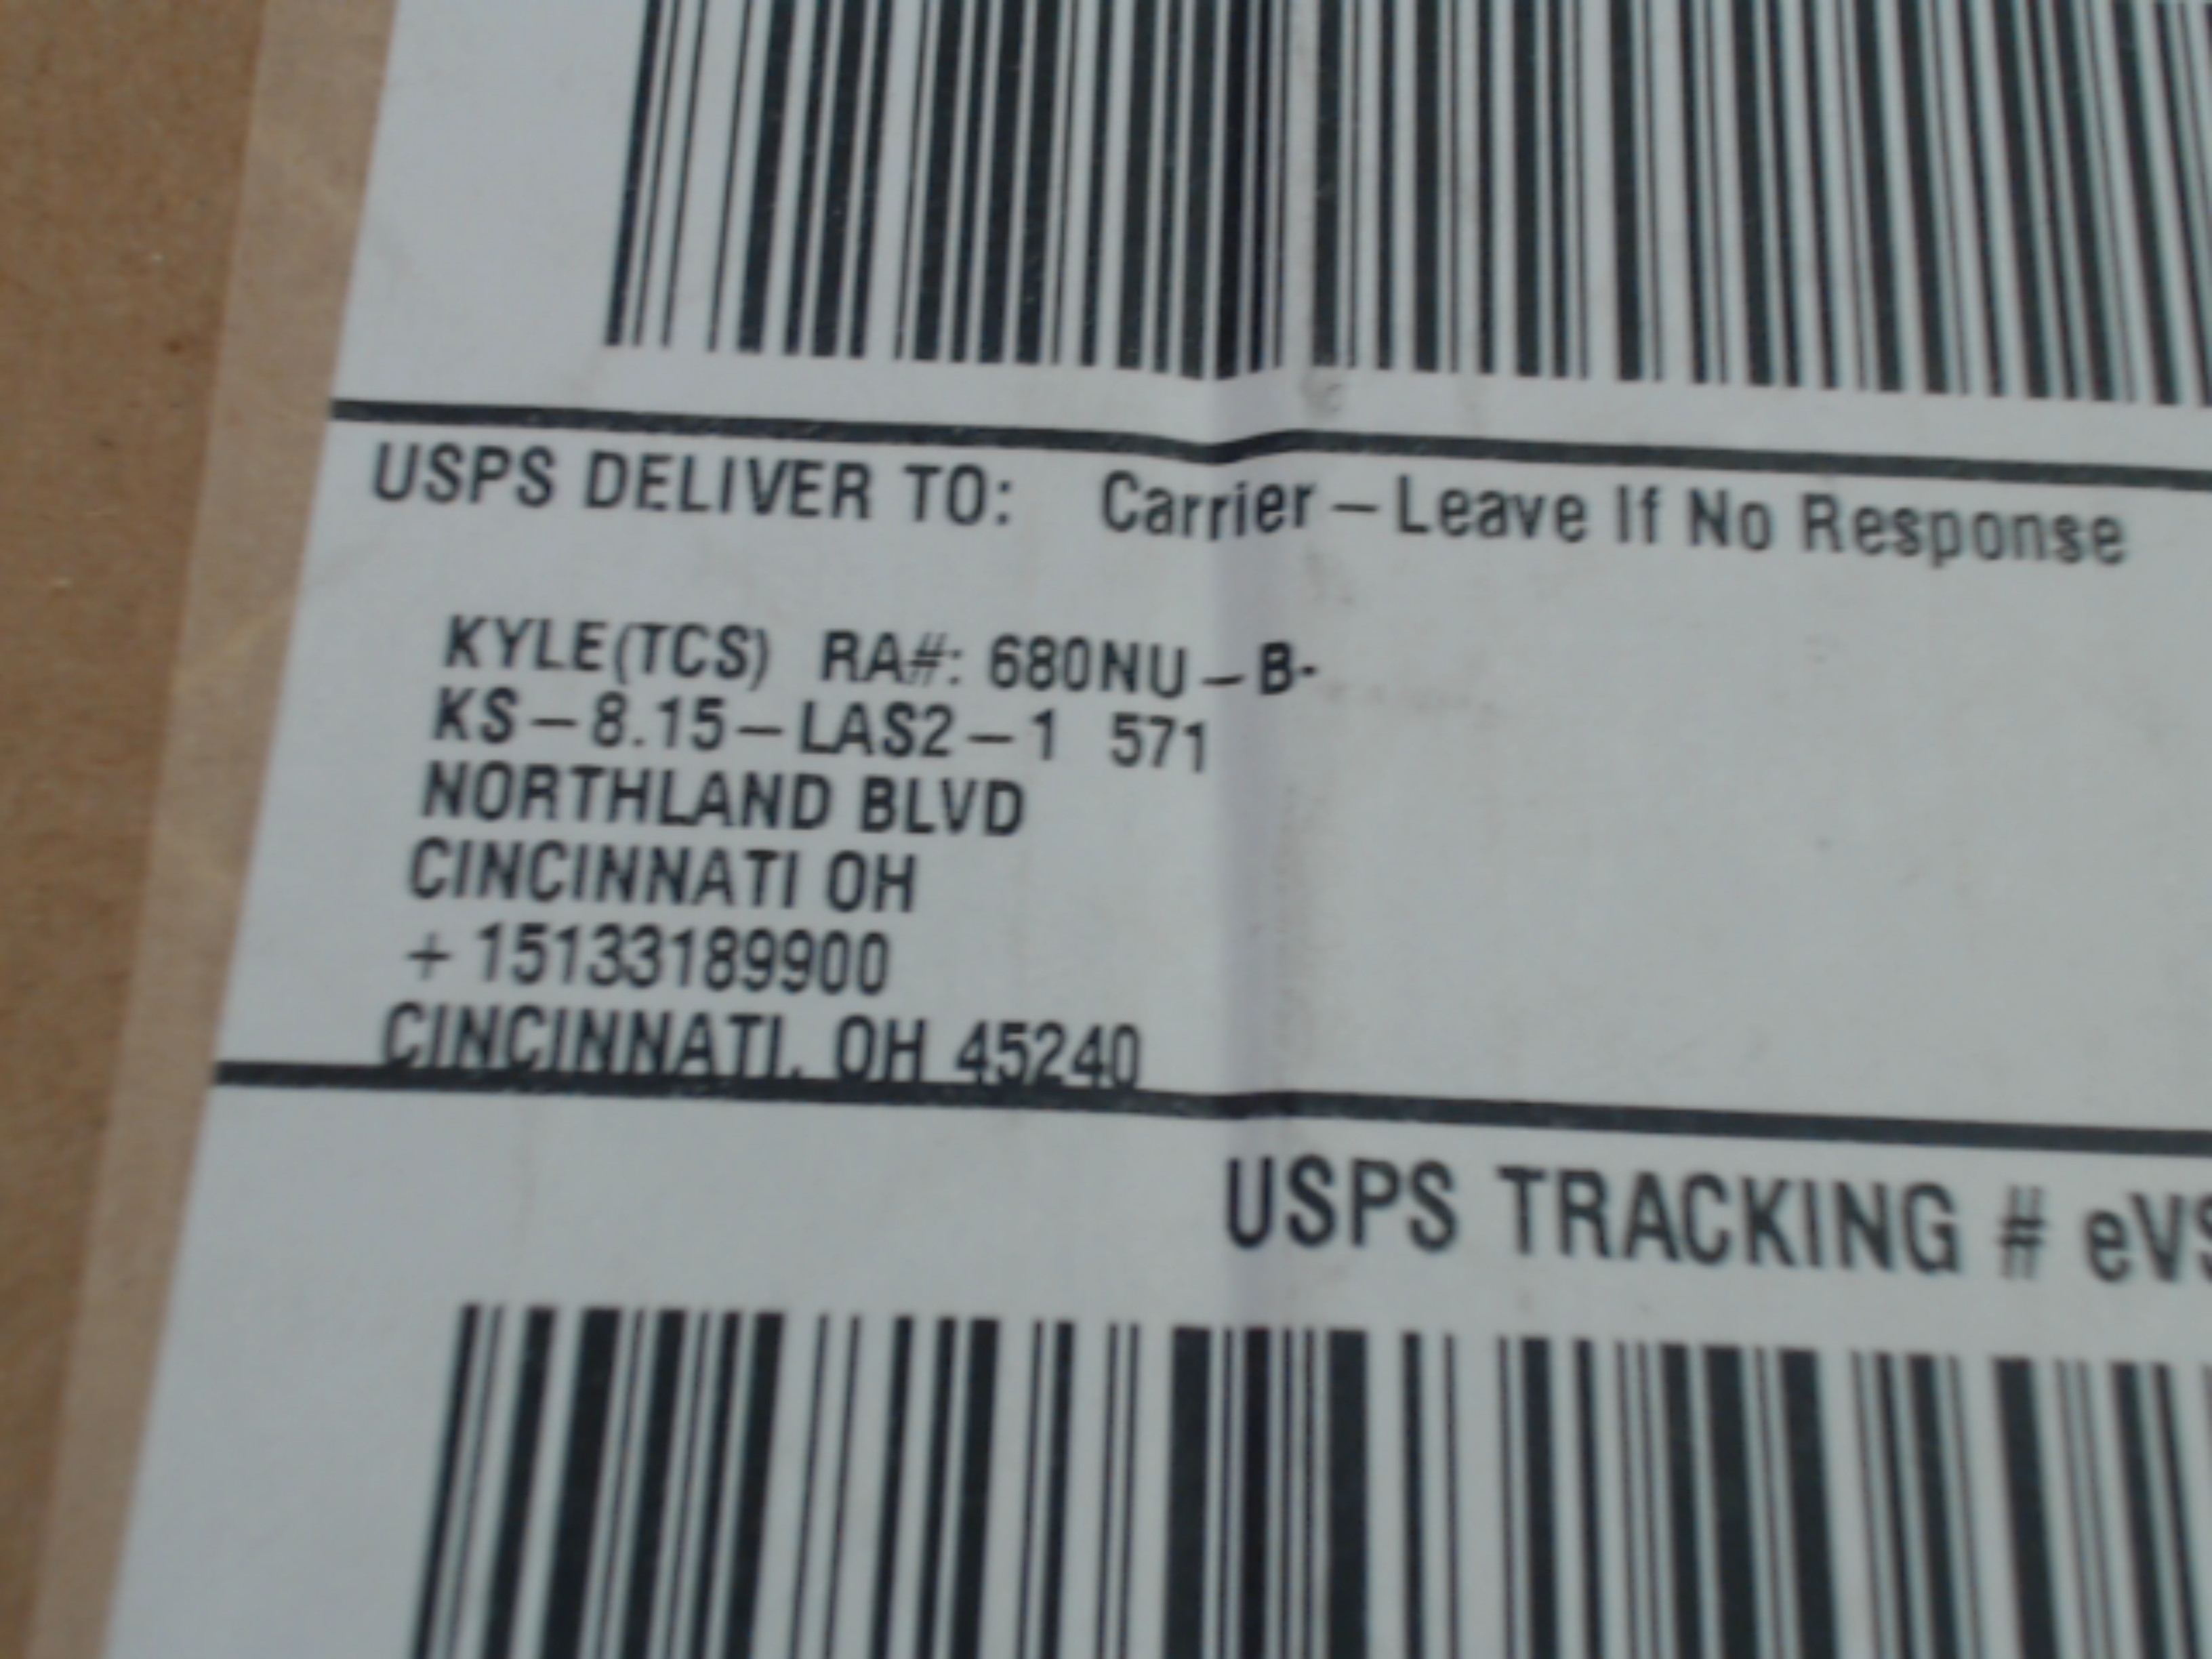 USPS DELIVER TO: Carrier – Leave If No Response
KYLE(TCS) RA#: 680NU – B-
KS – 8.15 – LAS2 – 1 571
NORTHLAND BLVD
CINCINNATI OH
+ 15133189900
CINCINNATI, OH 45240
USPS TRACKING # eVS